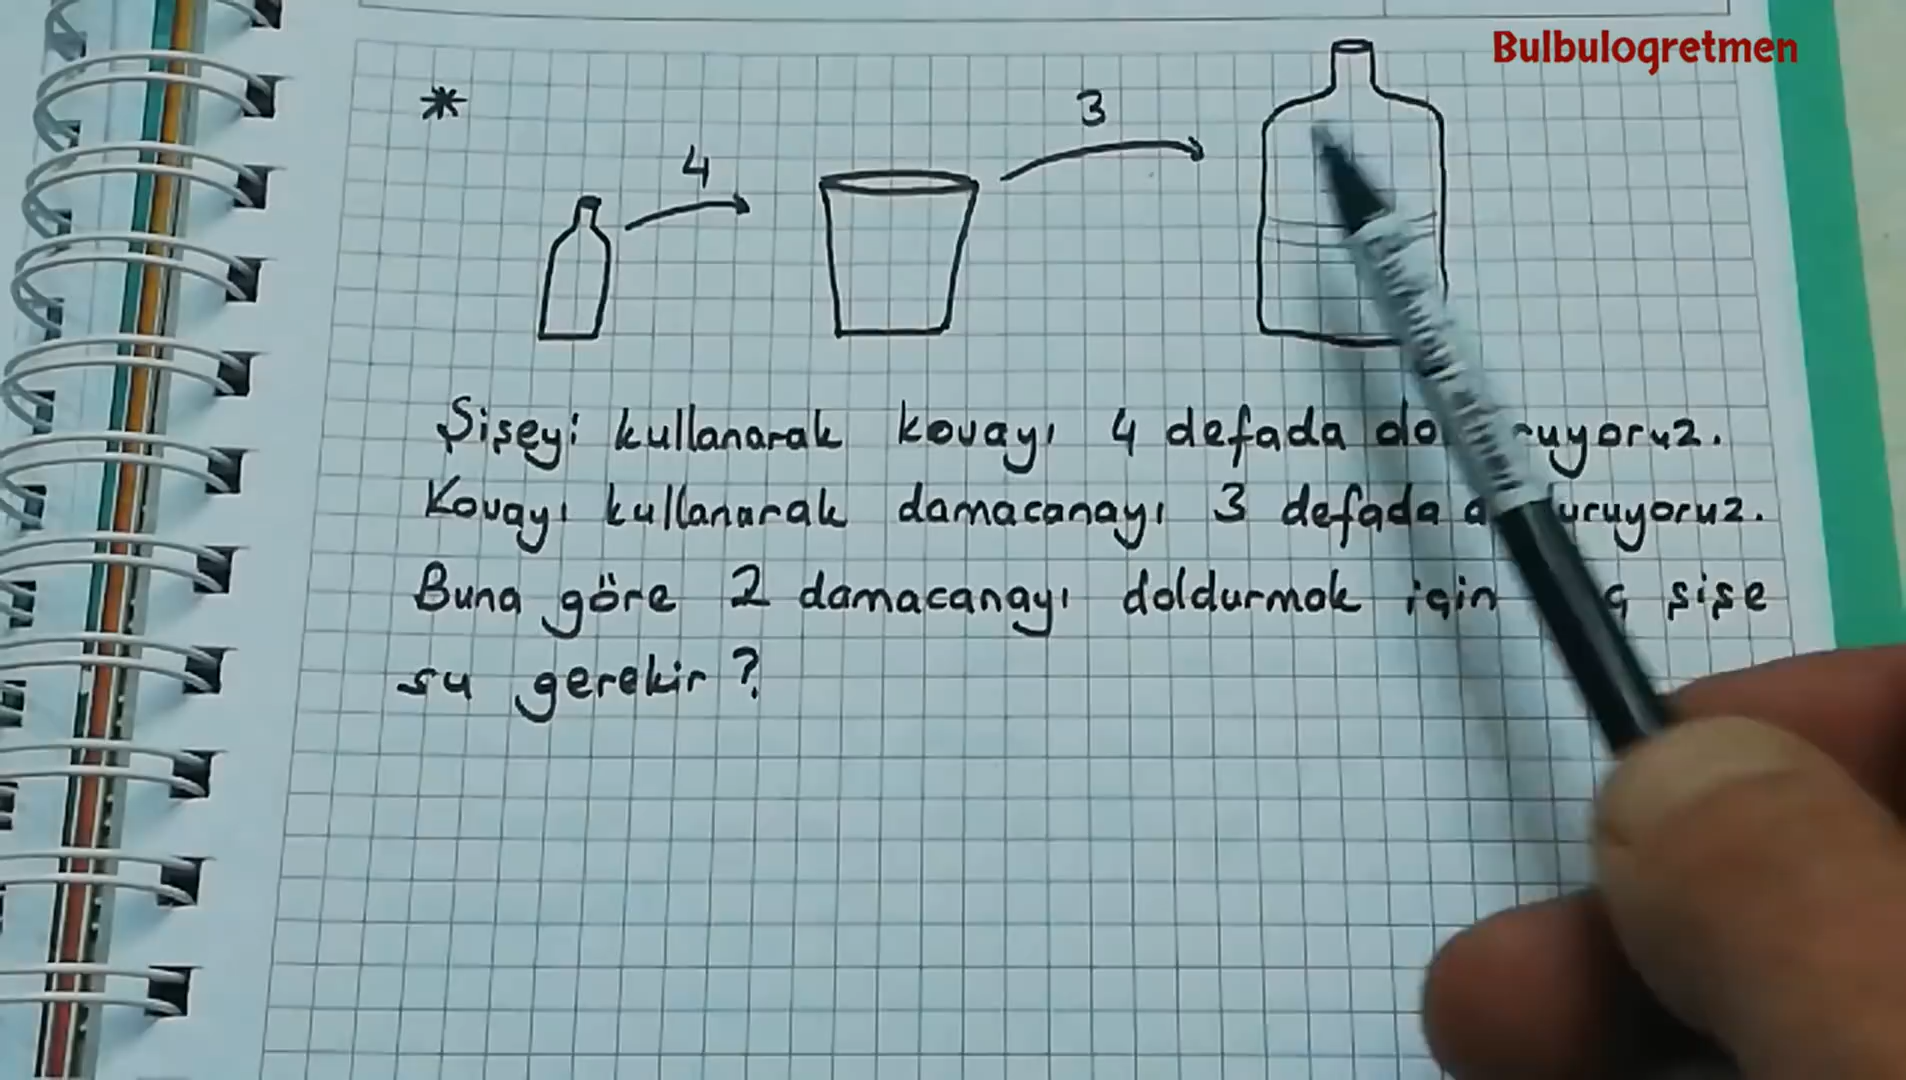 Bulbulogretmen
*
4
3
Şişeyi kullanarak kovayı 4 defada
Kovayı kullanarak damacanayı 3 defada
Buna göre 2 damacanayı doldurmak için şişe
su gerekir?